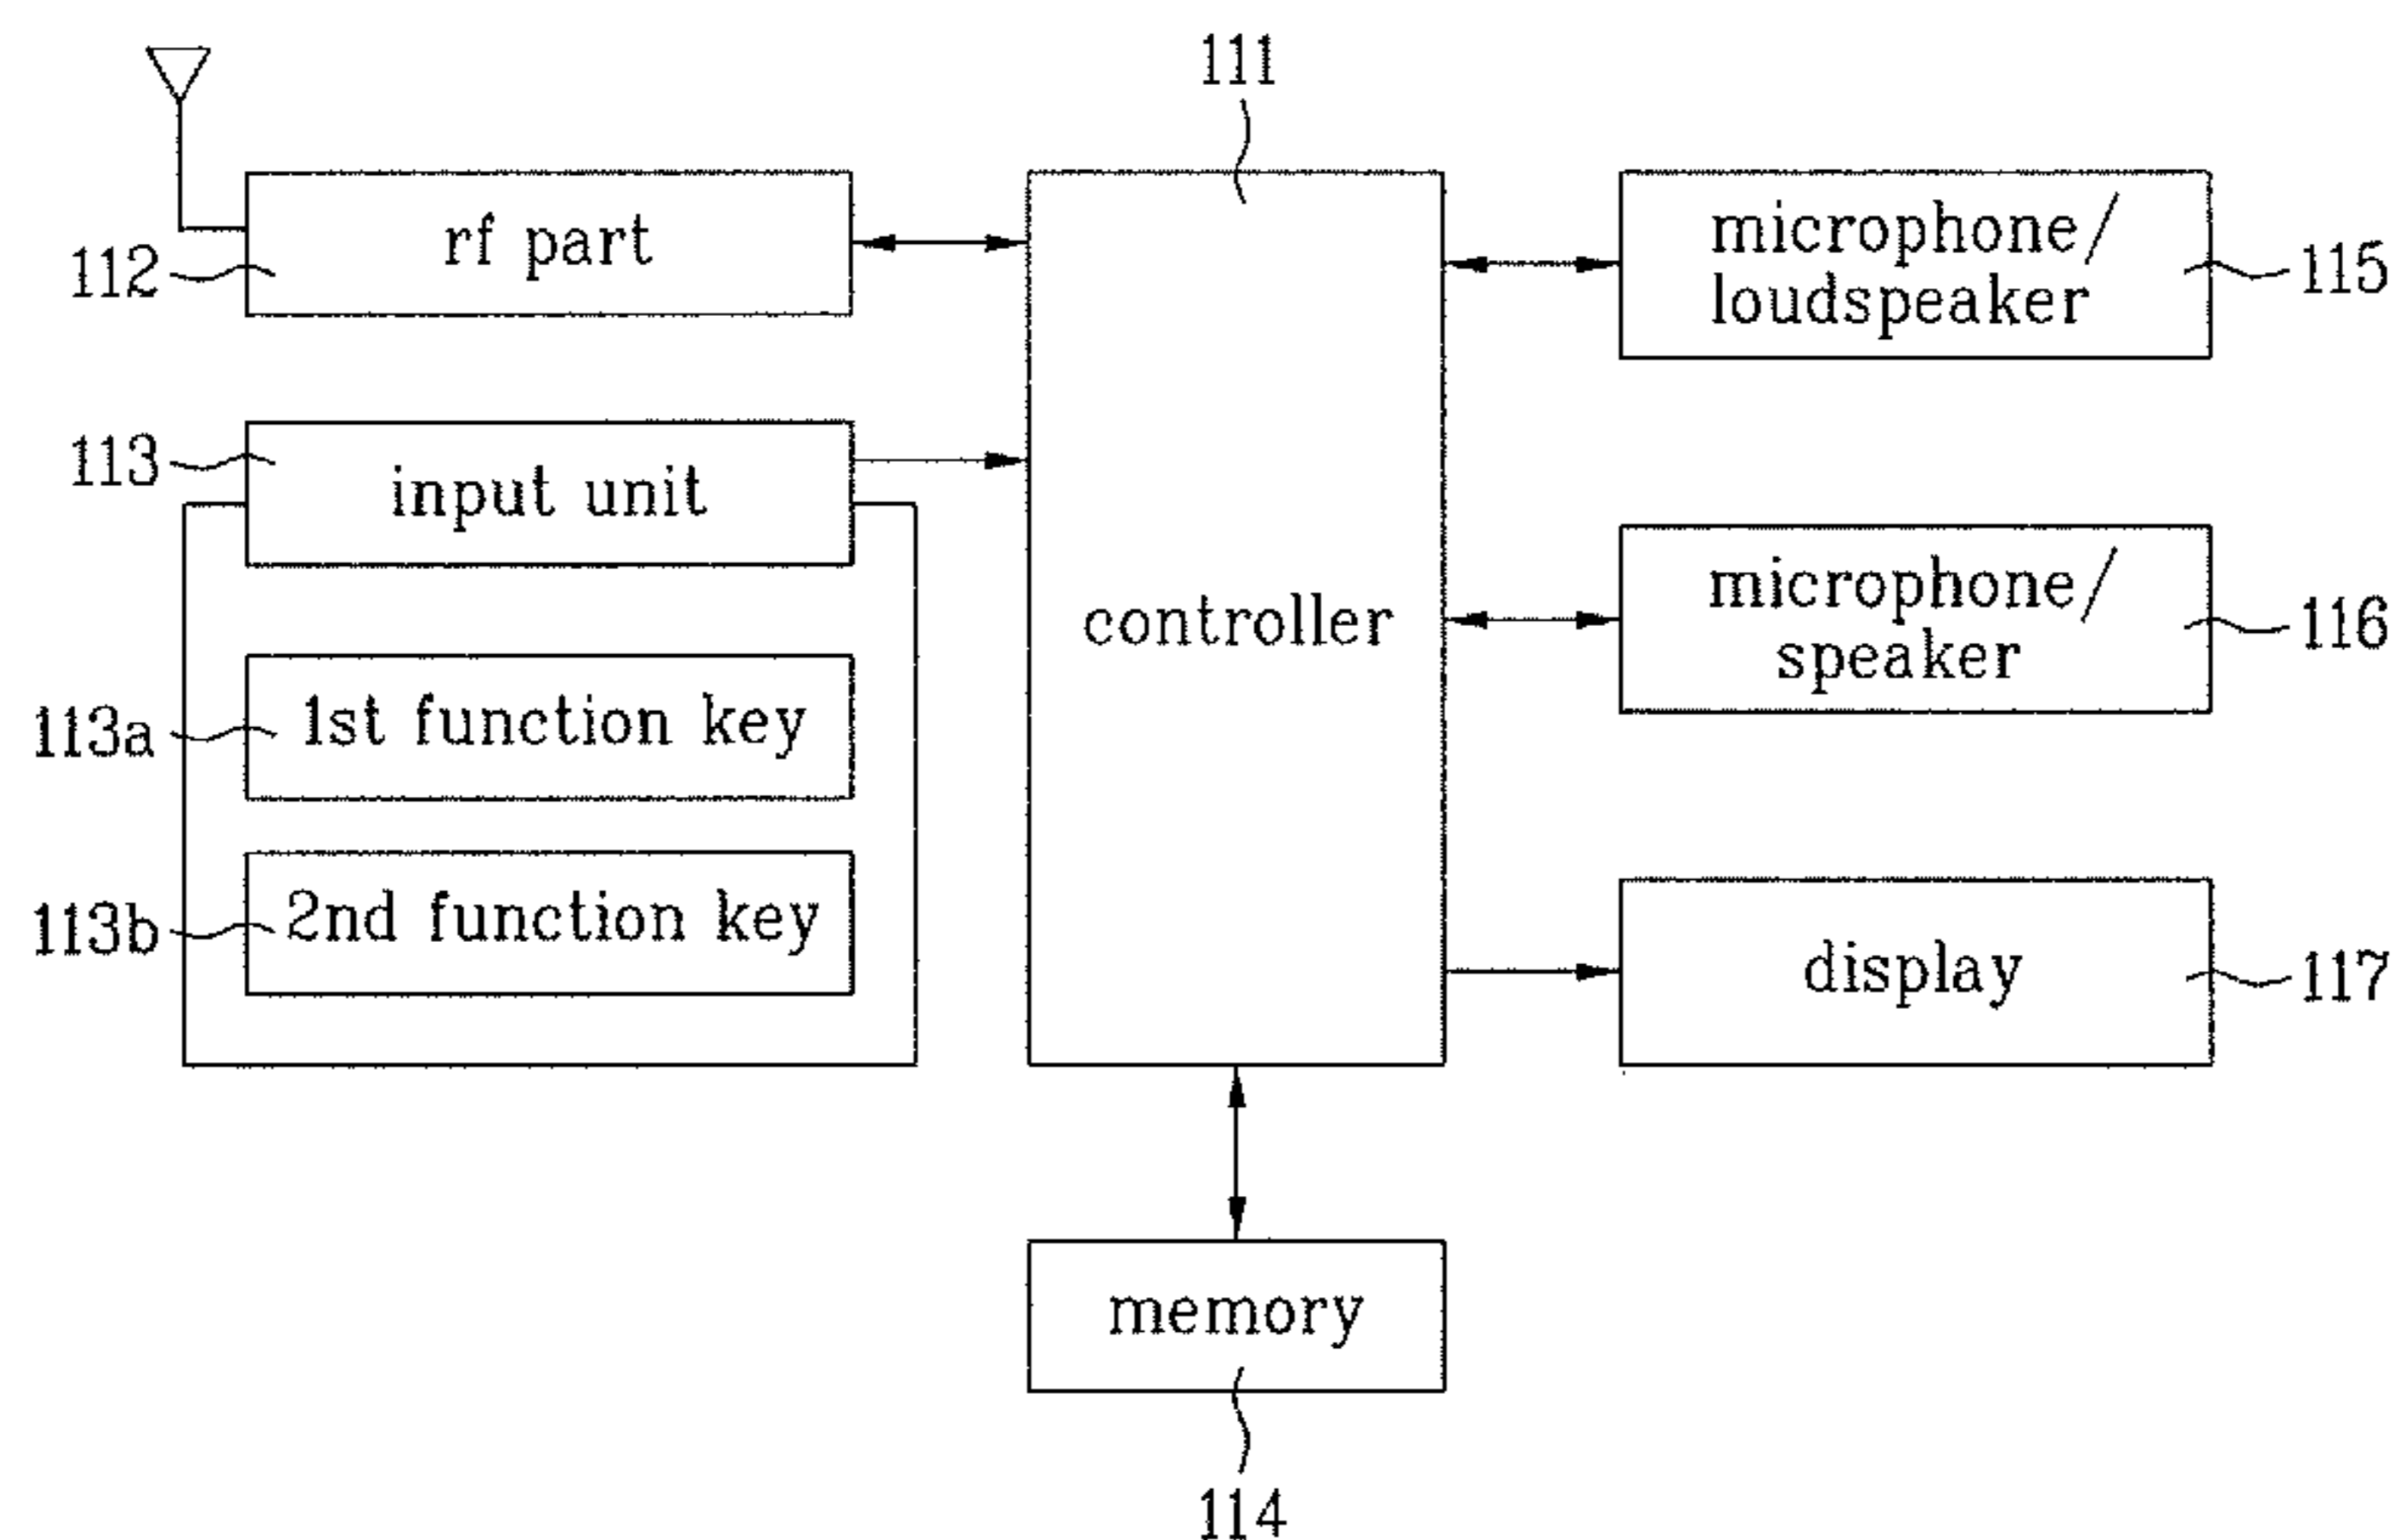 111
rf part
112
microphone/
loudspeaker
115
113
input unit
controller
microphone/
speaker
116
113a
1st function key
113b
2nd function key
display
117
memory
114